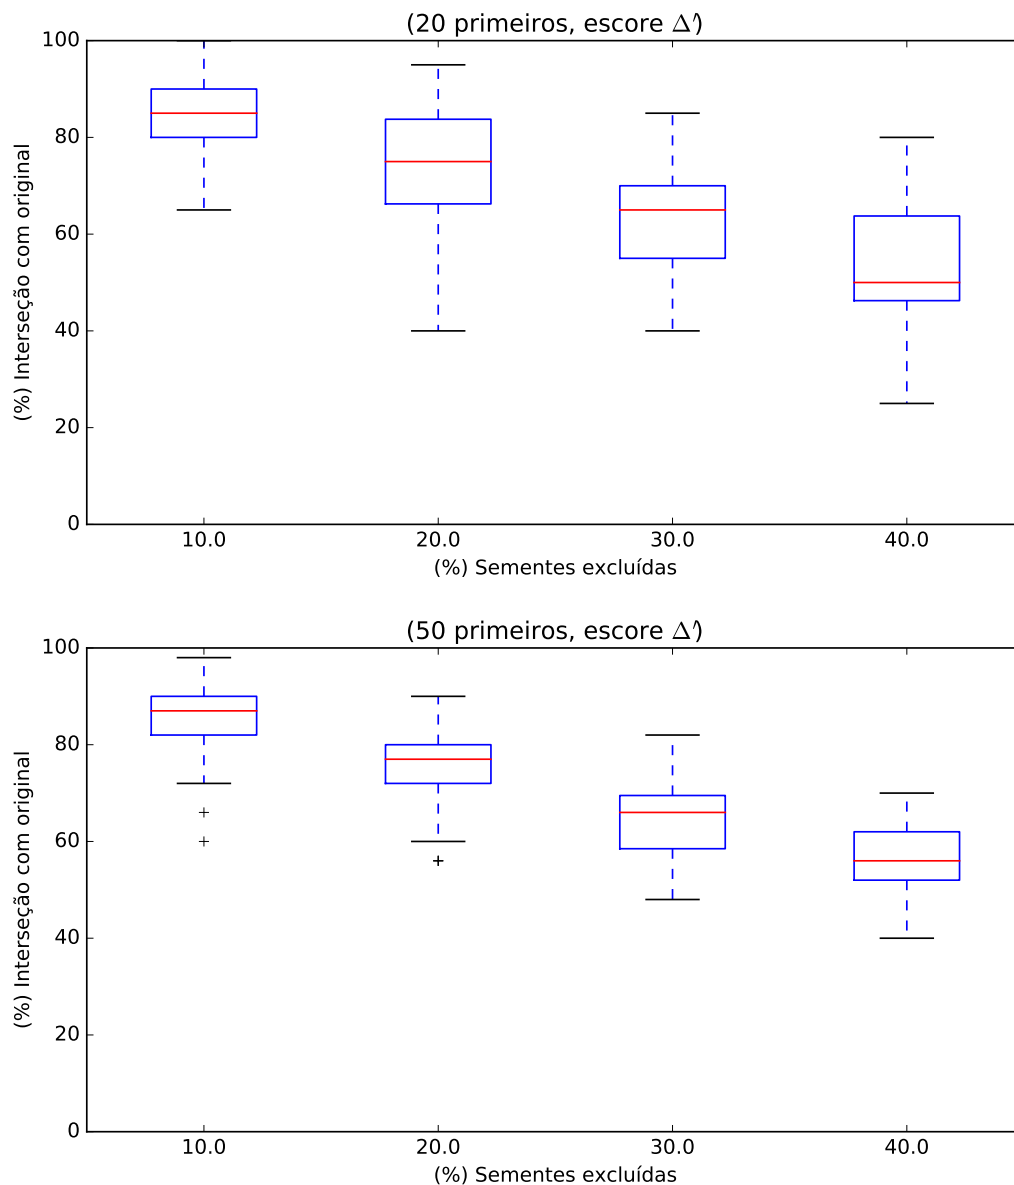 (20 primeiros, escore Δ′)
100
80
60
40
20
0
(%) Interseção com original
10.0 20.0 30.0 40.0
(%) Sementes excluídas
(50 primeiros, escore Δ′)
100
80
60
40
20
0
(%) Interseção com original
10.0 20.0 30.0 40.0
(%) Sementes excluídas